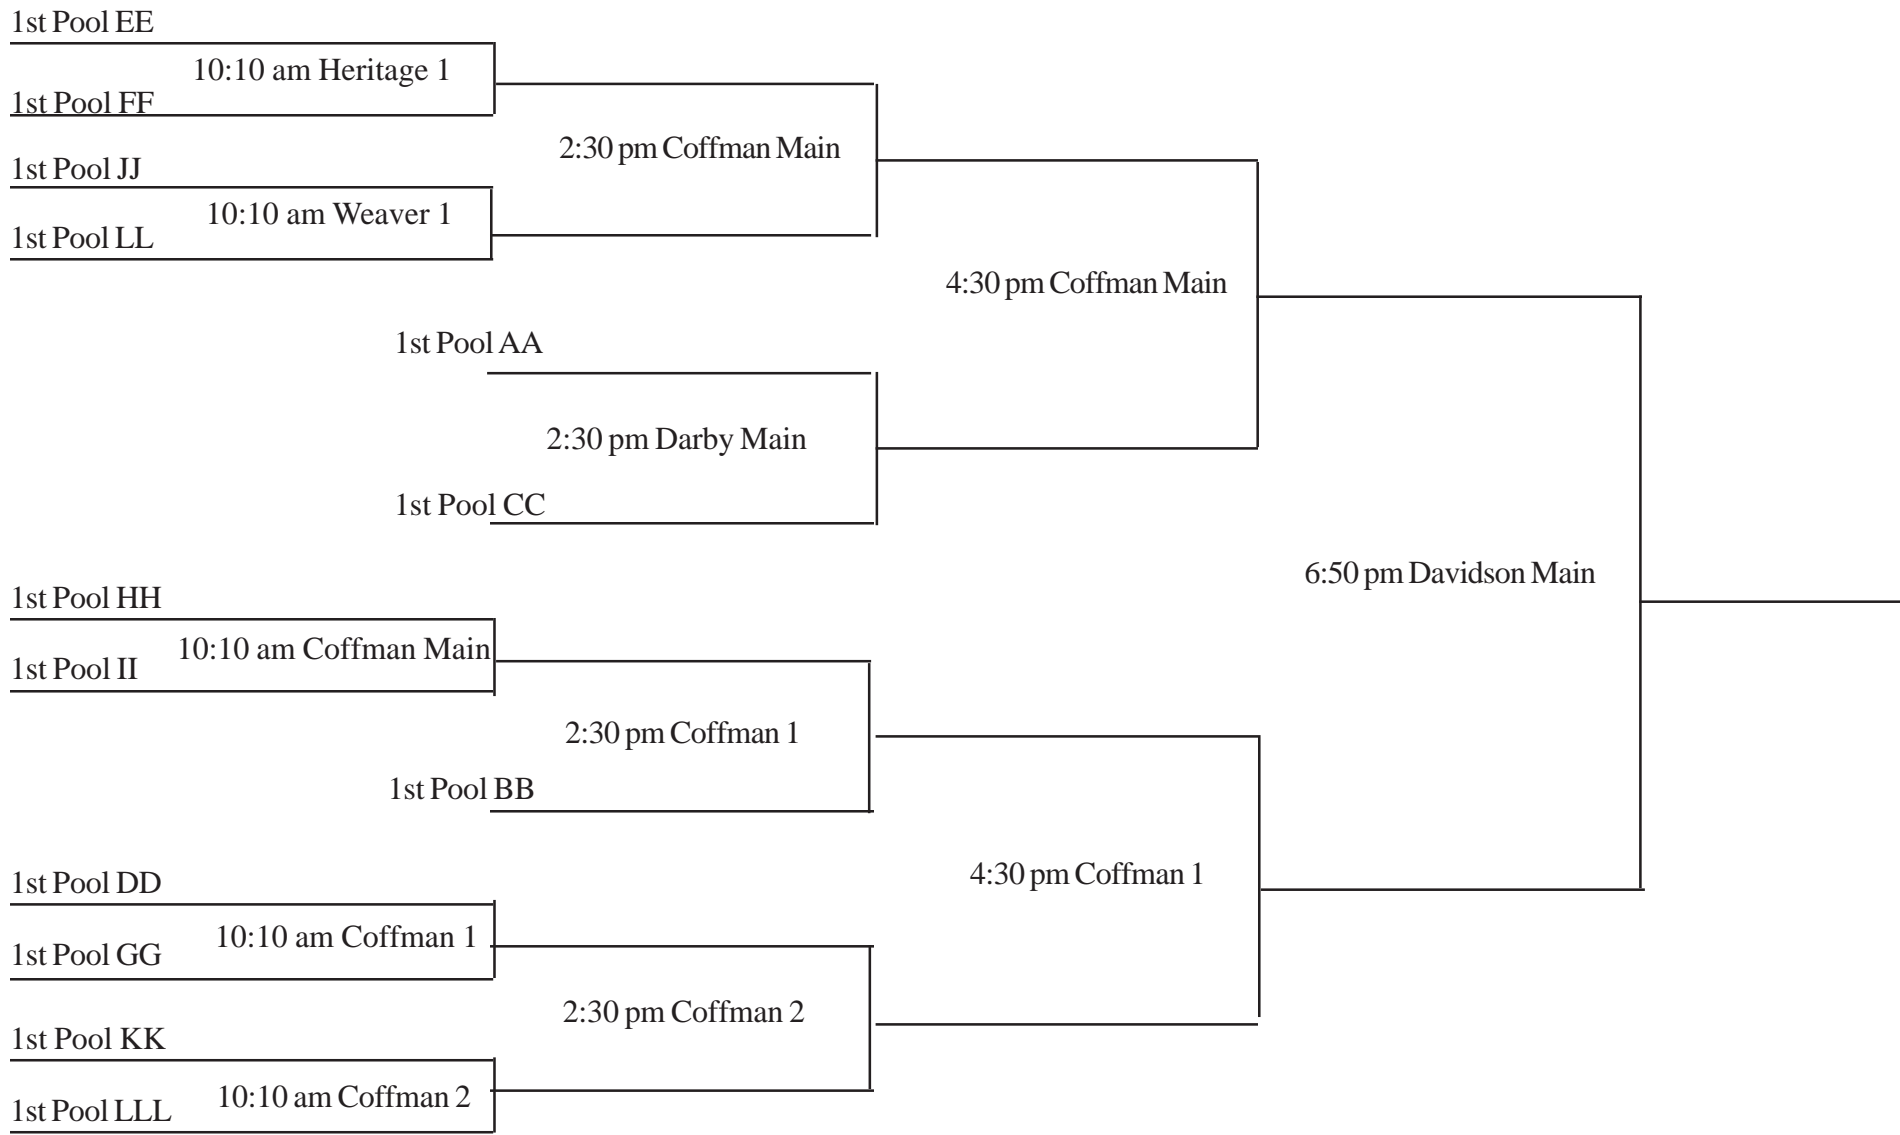 1st Pool EE
10:10 am Heritage 1
1st Pool FF
2:30 pm Coffman Main
1st Pool JJ
10:10 am Weaver 1
1st Pool LL
4:30 pm Coffman Main
1st Pool AA
2:30 pm Darby Main
1st Pool CC
6:50 pm Davidson Main
1st Pool HH
10:10 am Coffman Main
1st Pool II
2:30 pm Coffman 1
1st Pool BB
4:30 pm Coffman 1
1st Pool DD
10:10 am Coffman 1
1st Pool GG
2:30 pm Coffman 2
1st Pool KK
10:10 am Coffman 2
1st Pool LLL